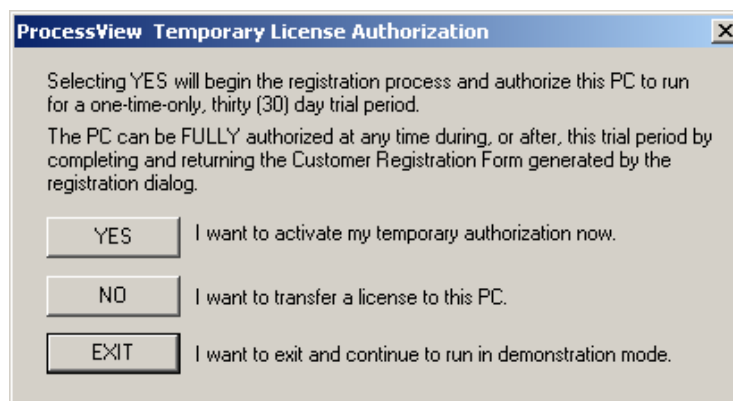 ProcessView Temporary License Authorization
Selecting YES will begin the registration process and authorize this PC to run
for a one-time-only, thirty (30) day trial period.
The PC can be FULLY authorized at any time during, or after, this trial period by
completing and returning the Customer Registration Form generated by the
registration dialog.
YES I want to activate my temporary authorization now.
NO I want to transfer a license to this PC.
EXIT I want to exit and continue to run in demonstration mode.